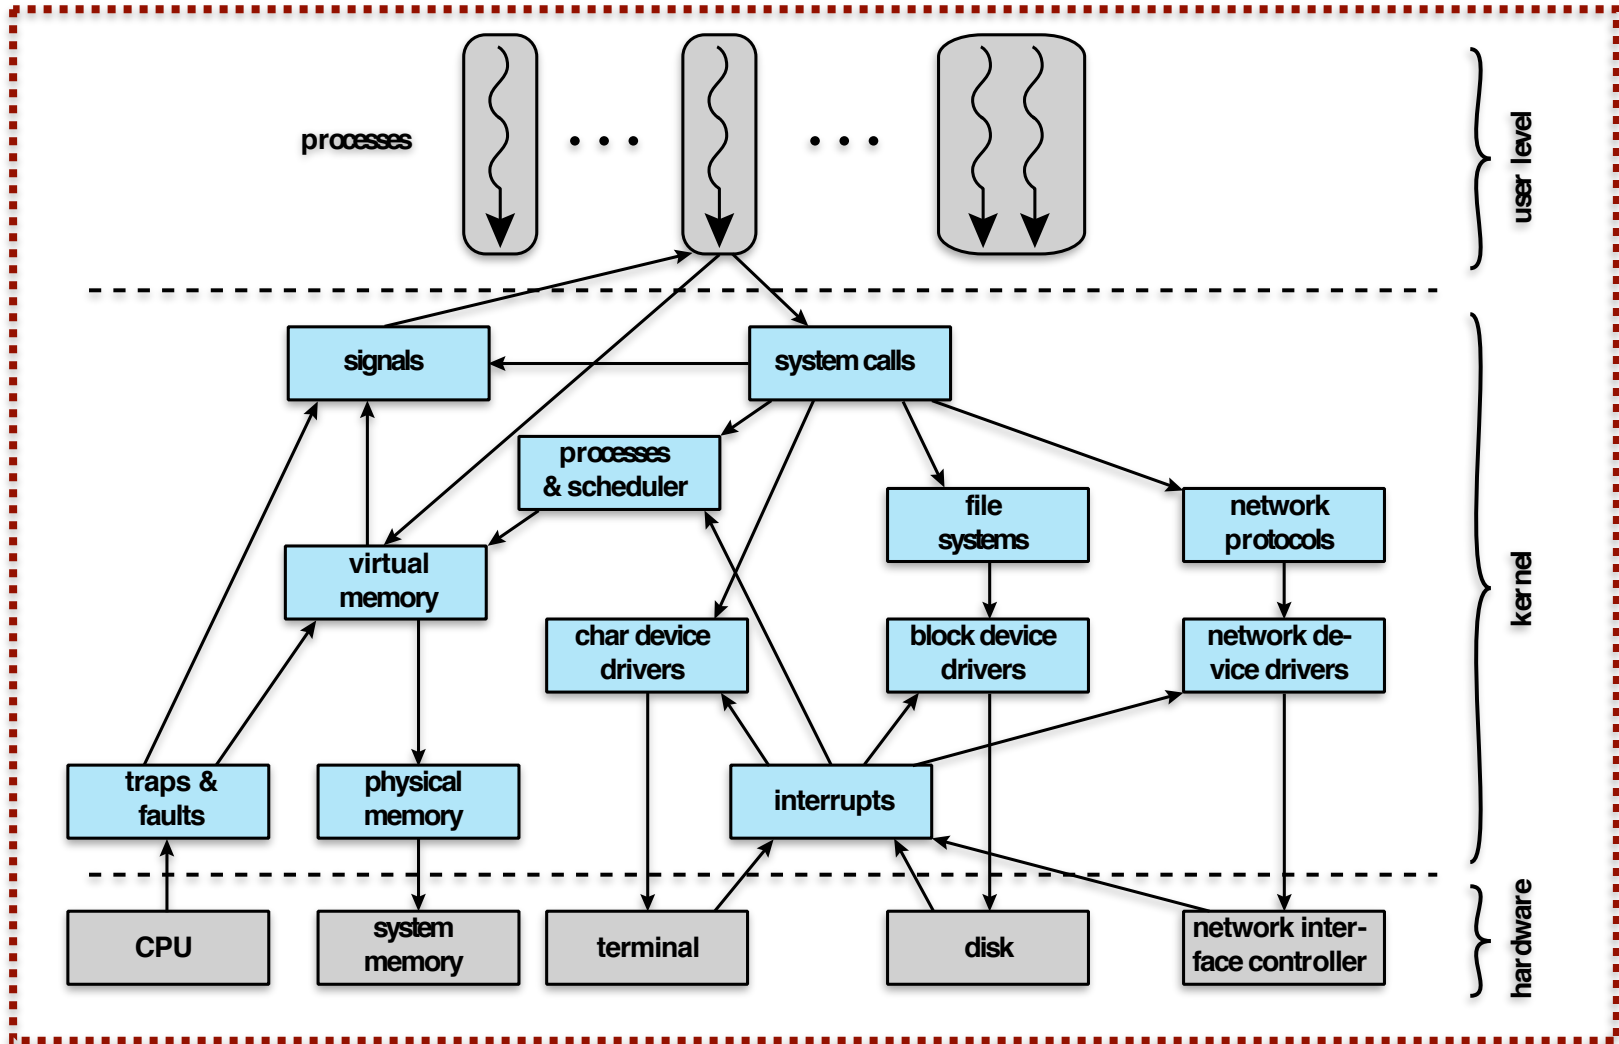 processes
user level
signals
system calls
processes
& scheduler
file
systems
network
protocols
virtual
memory
char device
drivers
block device
drivers
network de-
vice drivers
kernel
traps &
faults
physical
memory
interrupts
CPU
system
memory
terminal
disk
network inter-
face controller
hardware